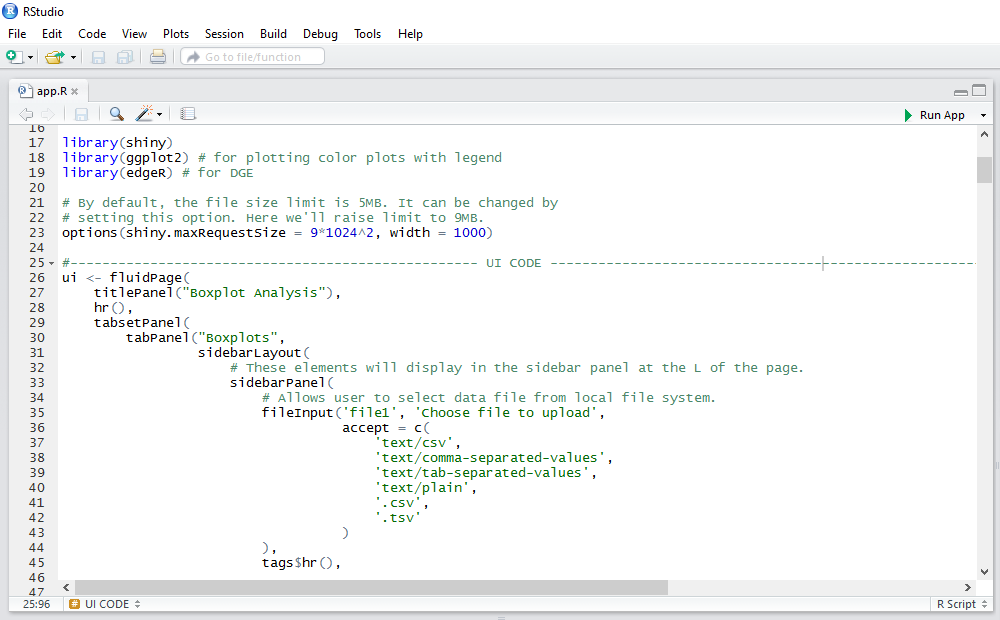 RStudio
File Edit Code View Plots Session Build Debug Tools Help
Go to file/function
app.R
Run App
16
17 library(shiny)
18 library(ggplot2) # for plotting color plots with legend
19 library(edgeR) # for DGE
20
21 # By default, the file size limit is 5MB. It can be changed by
22 # setting this option. Here we'll raise limit to 9MB.
23 options(shiny.maxRequestSize = 9*1024^2, width = 1000)
24
25 #--------------------------------------------------- UI CODE -----------------------------------------------------
26 ui <- fluidPage(
27     titlePanel("Boxplot Analysis"),
28     hr(),
29     tabsetPanel(
30         tabPanel("Boxplots",
31                  sidebarLayout(
32                      # These elements will display in the sidebar panel at the L of the page.
33                      sidebarPanel(
34                          # Allows user to select data file from local file system.
35                          fileInput('file1', 'Choose file to upload',
36                                    accept = c(
37                                        'text/csv',
38                                        'text/comma-separated-values',
39                                        'text/tab-separated-values',
40                                        'text/plain',
41                                        '.csv',
42                                        '.tsv'
43                                    )
44                          ),
45                          tags$hr(),
46
47
25:96 # UI CODE R Script